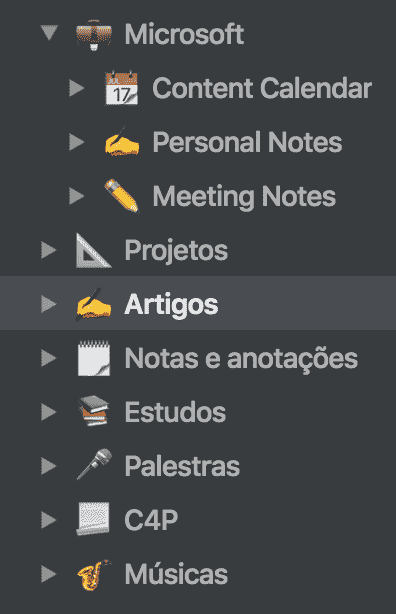 Microsoft
Content Calendar
Personal Notes
Meeting Notes
Projetos
Artigos
Notas e anotações
Estudos
Palestras
C4P
Músicas